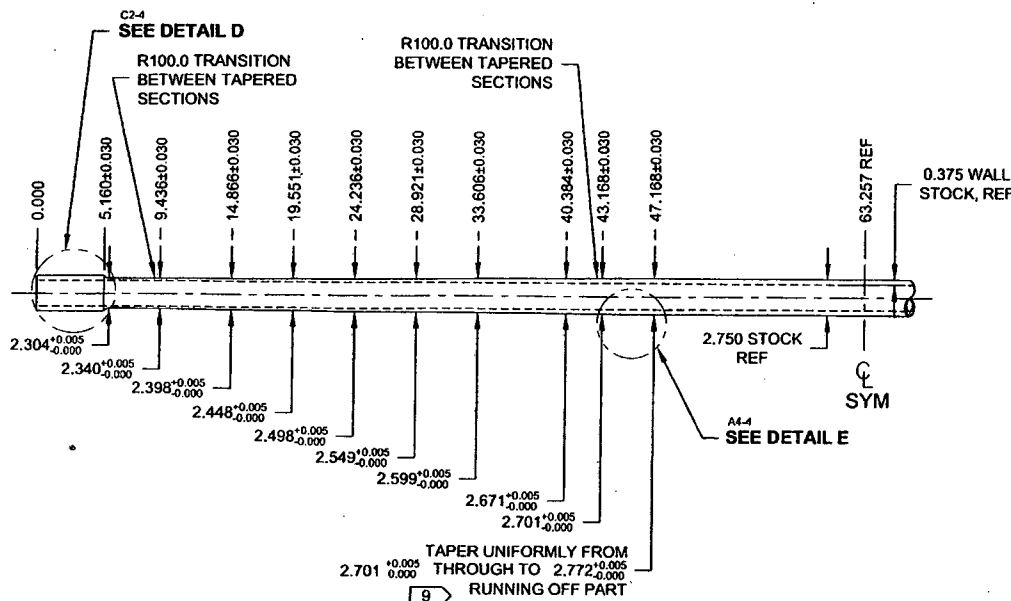 C2-4
SEE DETAIL D
R100.0 TRANSITION
BETWEEN TAPERED
SECTIONS
R100.0 TRANSITION
BETWEEN TAPERED
SECTIONS
0.000
5.160±0.030
9.436±0.030
14.866±0.030
19.551±0.030
24.236±0.030
28.921±0.030
33.606±0.030
40.384±0.030
43.168±0.030
47.168±0.030
63.257 REF
0.375 WALL
STOCK, REF
2.304 +0.005 -0.000
2.340 +0.005 -0.000
2.398 +0.005 -0.000
2.448 +0.005 -0.000
2.498 +0.005 -0.000
2.549 +0.005 -0.000
2.599 +0.005 -0.000
2.671 +0.005 -0.000
2.701 +0.005 -0.000
2.750 STOCK
REF
℄
SYM
A4-4
SEE DETAIL E
TAPER UNIFORMLY FROM
2.701 +0.005 0.000 THROUGH TO 2.772 +0.005 -0.000
RUNNING OFF PART
9